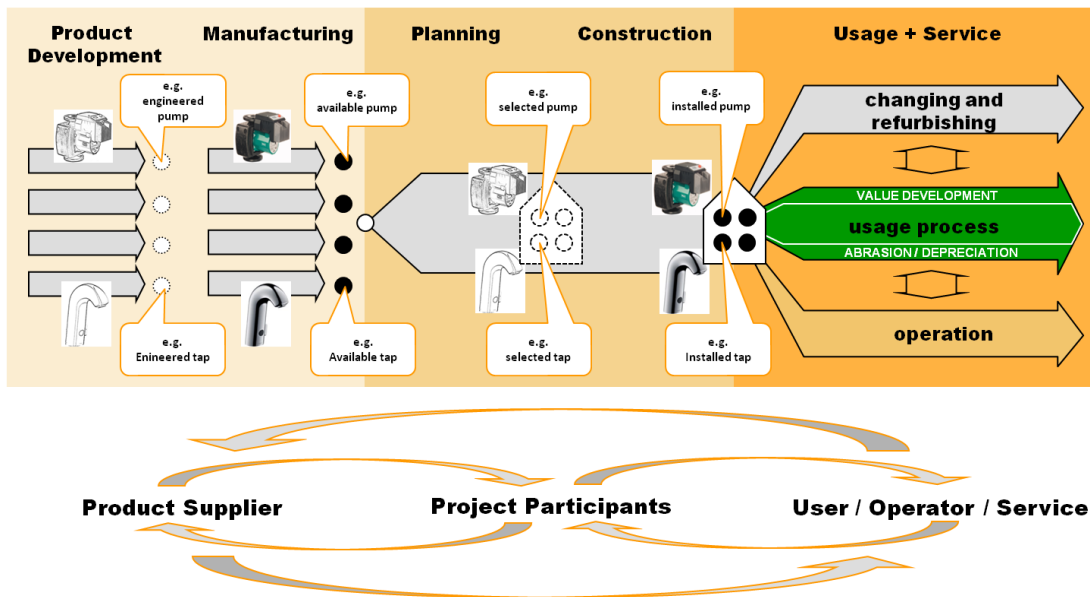 Product
Development
Manufacturing
Planning
Construction
Usage + Service
e.g.
engineered
pump
e.g.
available pump
e.g.
selected pump
e.g.
installed pump
changing and
refurbishing
VALUE DEVELOPMENT
usage process
ABRASION / DEPRECIATION
e.g.
Enineered tap
e.g.
Available tap
e.g.
selected tap
e.g.
Installed tap
operation
Product Supplier
Project Participants
User / Operator / Service